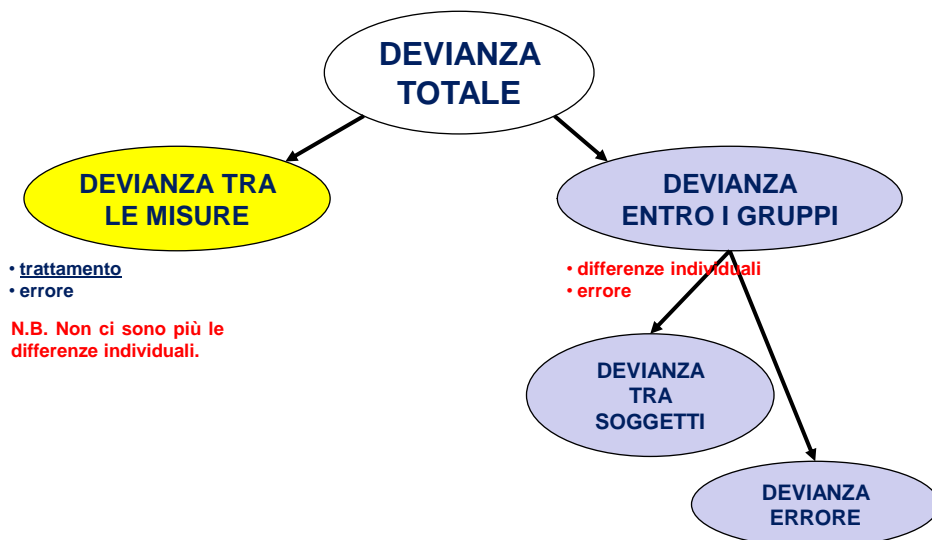 DEVIANZA
TOTALE
DEVIANZA TRA
LE MISURE
DEVIANZA
ENTRO I GRUPPI
• trattamento
• errore
N.B. Non ci sono più le
differenze individuali.
• differenze individuali
• errore
DEVIANZA
TRA
SOGGETTI
DEVIANZA
ERRORE